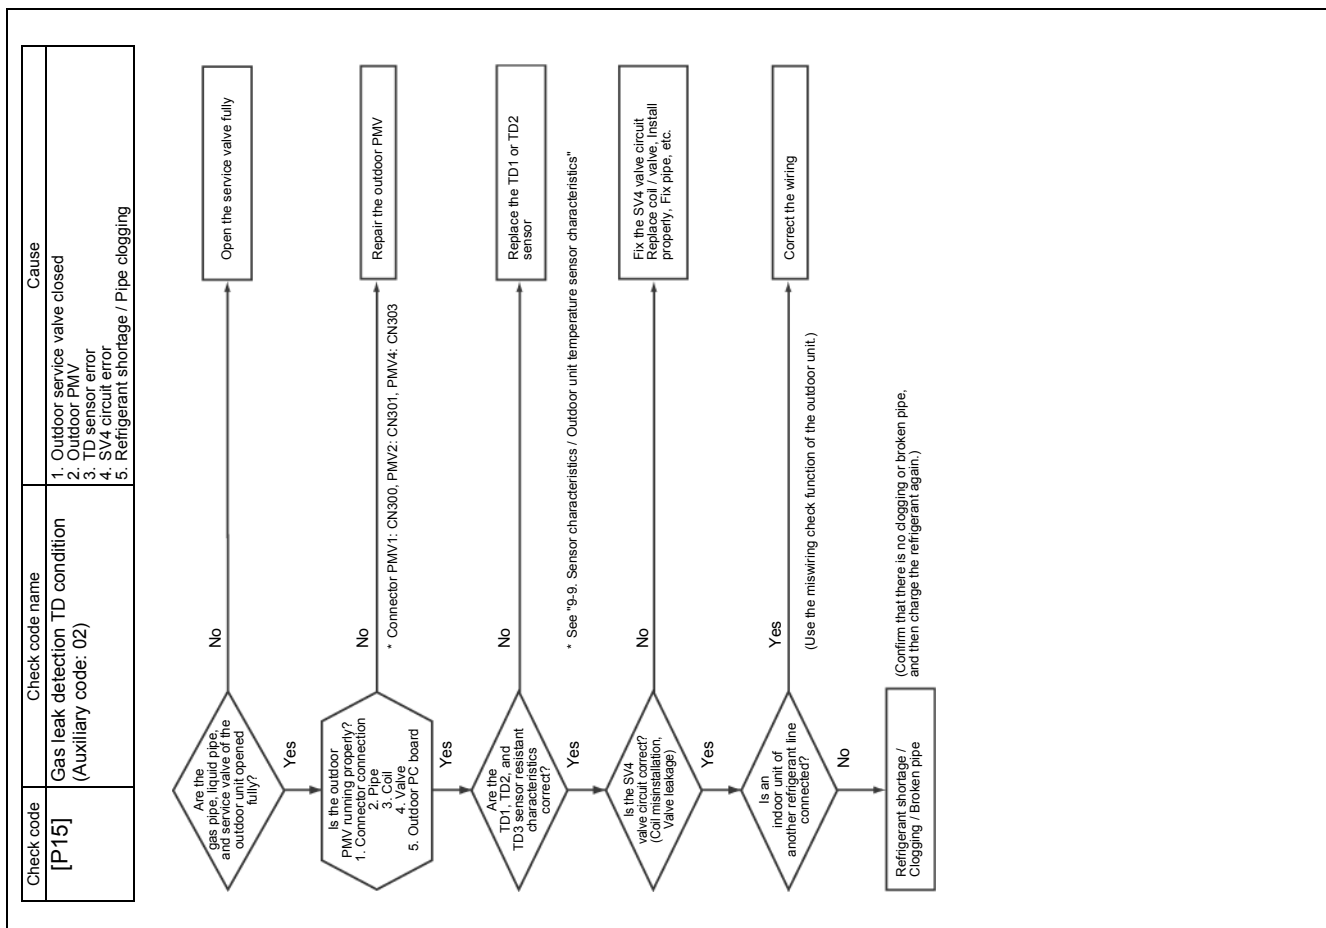 Check code
Check code name
Cause
[P15]
Gas leak detection TD condition
(Auxiliary code: 02)
1. Outdoor service valve closed
2. Outdoor PMV
3. TD sensor error
4. SV4 circuit error
5. Refrigerant shortage / Pipe clogging
Are the
gas pipe, liquid pipe,
and service valve of the
outdoor unit opened
fully?
No
Open the service valve fully
Yes
Is the outdoor
PMV running properly?
1. Connector connection
2. Pipe
3. Coil
4. Valve
5. Outdoor PC board
No
Repair the outdoor PMV
* Connector PMV1: CN300, PMV2: CN301, PMV4: CN303
Yes
Are the
TD1, TD2, and
TD3 sensor resistant
characteristics
correct?
No
Replace the TD1 or TD2
sensor
* See "9-9. Sensor characteristics / Outdoor unit temperature sensor characteristics"
Yes
Is the SV4
valve circuit correct?
(Coil misinstallation,
Valve leakage)
No
Fix the SV4 valve circuit
Replace coil / valve, Install
properly, Fix pipe, etc.
Yes
Is an
indoor unit of
another refrigerant line
connected?
Yes
Correct the wiring
(Use the miswiring check function of the outdoor unit.)
No
Refrigerant shortage /
Clogging / Broken pipe
(Confirm that there is no clogging or broken pipe,
and then charge the refrigerant again.)